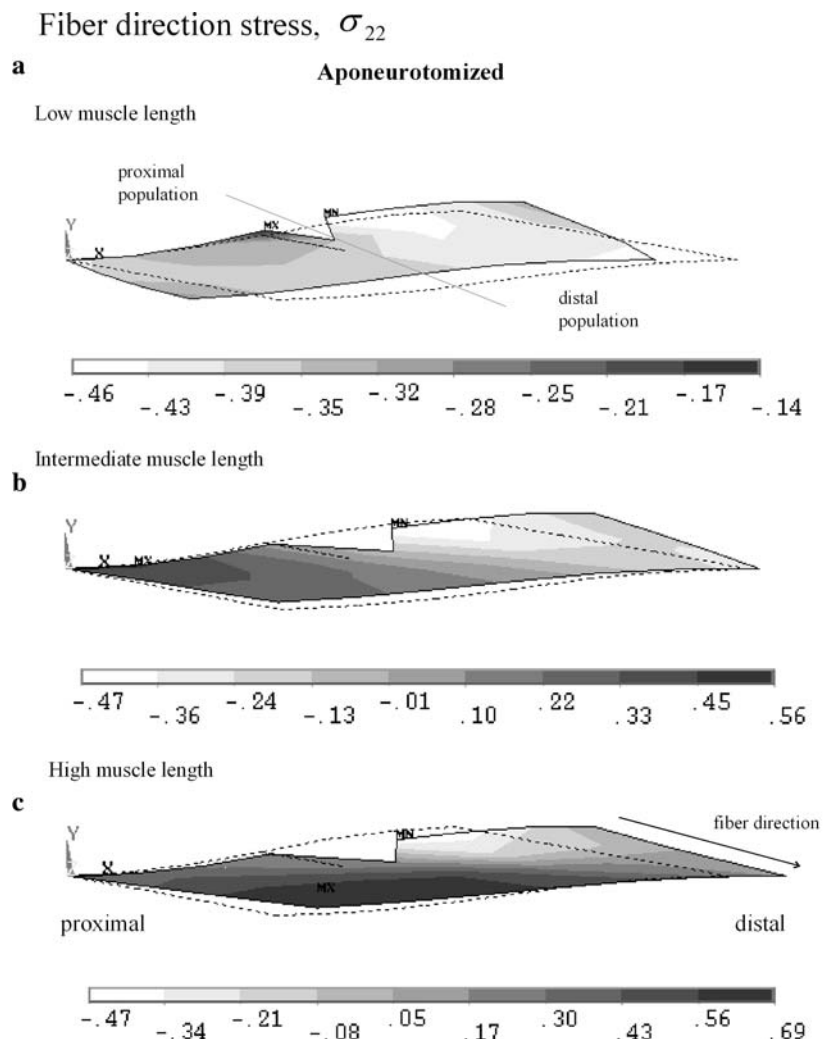 Fiber direction stress, σ22
a
Aponeurotomized
Low muscle length
proximal
population
MN
MX
Y
X
distal
population
-.46 -.43 -.39 -.35 -.32 -.28 -.25 -.21 -.17 -.14
Intermediate muscle length
b
MN
Y
X MX
-.47 -.36 -.24 -.13 -.01 .10 .22 .33 .45 .56
High muscle length
c
fiber direction
MN
Y
X
MX
proximal distal
-.47 -.34 -.21 -.08 .05 .17 .30 .43 .56 .69